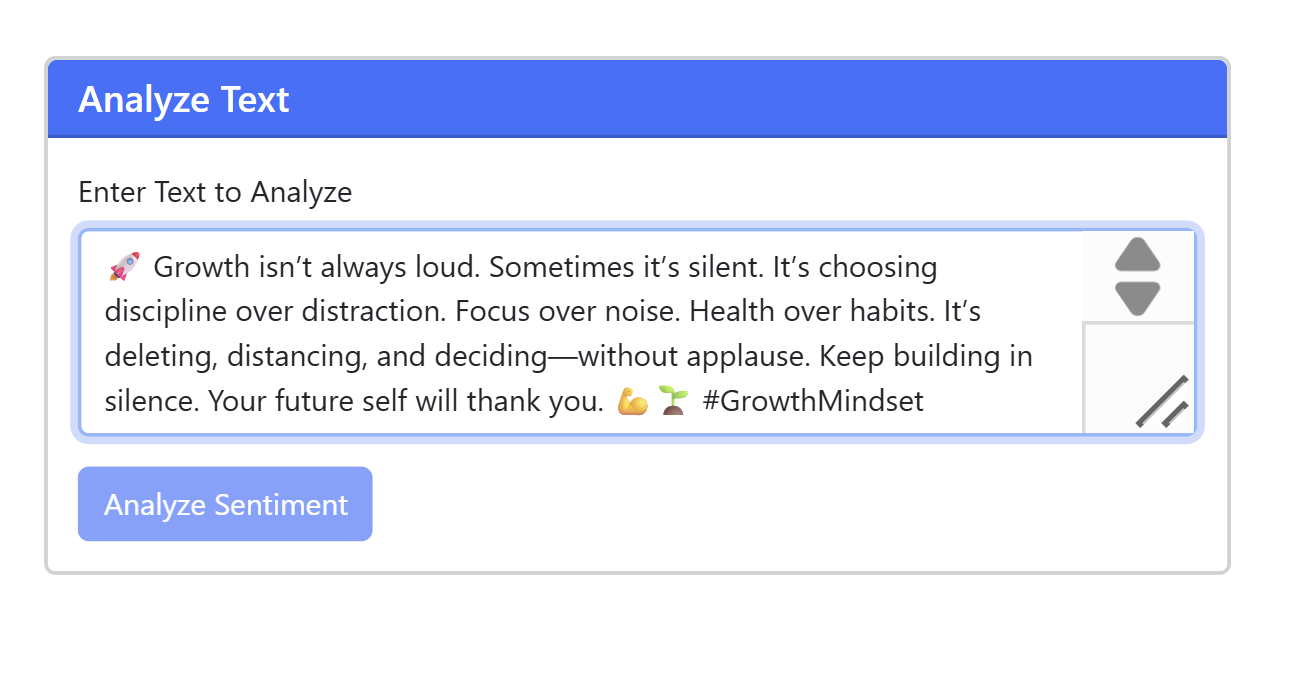 Analyze Text
Enter Text to Analyze
🚀 Growth isn’t always loud. Sometimes it’s silent. It’s choosing
discipline over distraction. Focus over noise. Health over habits. It’s
deleting, distancing, and deciding—without applause. Keep building in
silence. Your future self will thank you. 💪🌱 #GrowthMindset
Analyze Sentiment